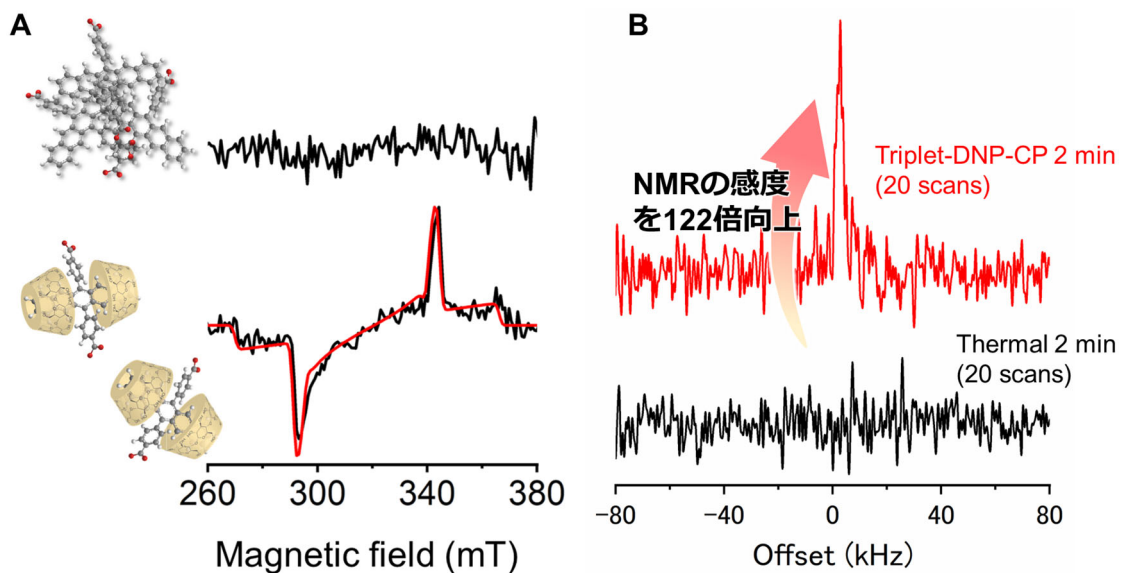 A
260
300
340
380
Magnetic field (mT)
B
NMRの感度
を122倍向上
Triplet-DNP-CP 2 min
(20 scans)
Thermal 2 min
(20 scans)
−80
−40
0
40
80
Offset (kHz)